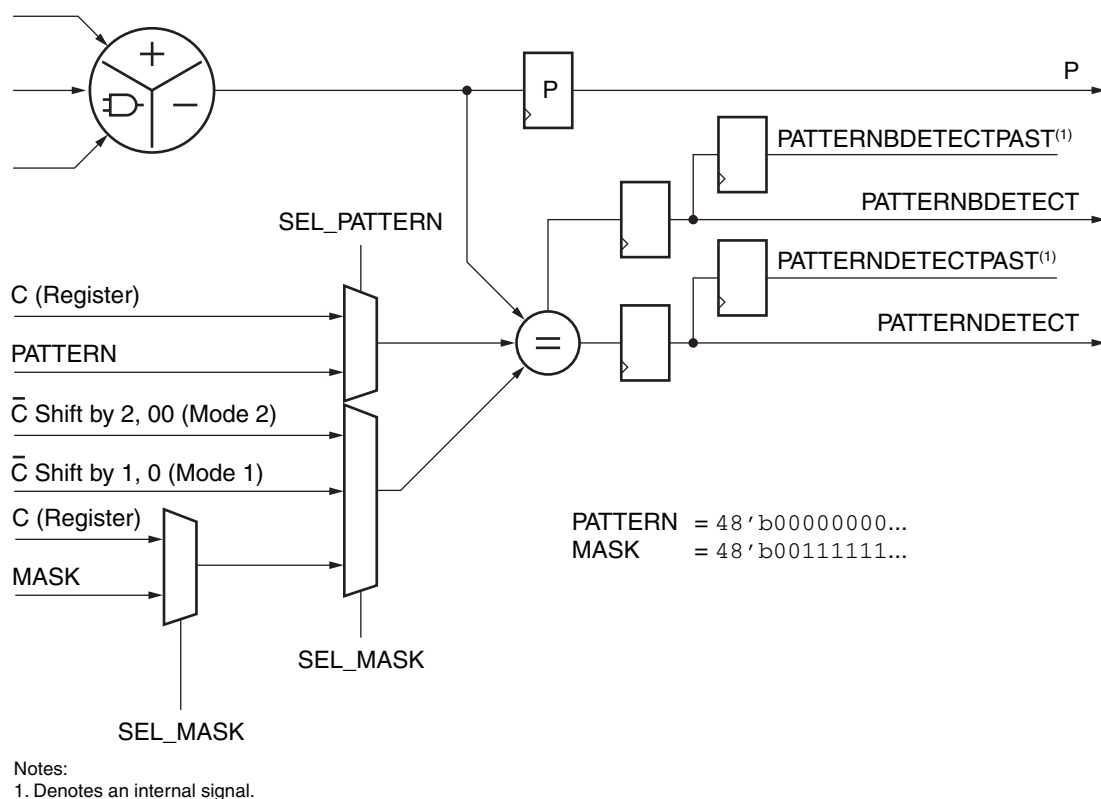 P
P
PATTERNBDETECTPAST(1)
PATTERNBDETECT
SEL_PATTERN
PATTERNDETECTPAST(1)
C (Register)
PATTERNDETECT
PATTERN
C̅ Shift by 2, 00 (Mode 2)
C̅ Shift by 1, 0 (Mode 1)
C (Register)
PATTERN = 48'b00000000...
MASK = 48'b00111111...
MASK
SEL_MASK
SEL_MASK
Notes:
1. Denotes an internal signal.